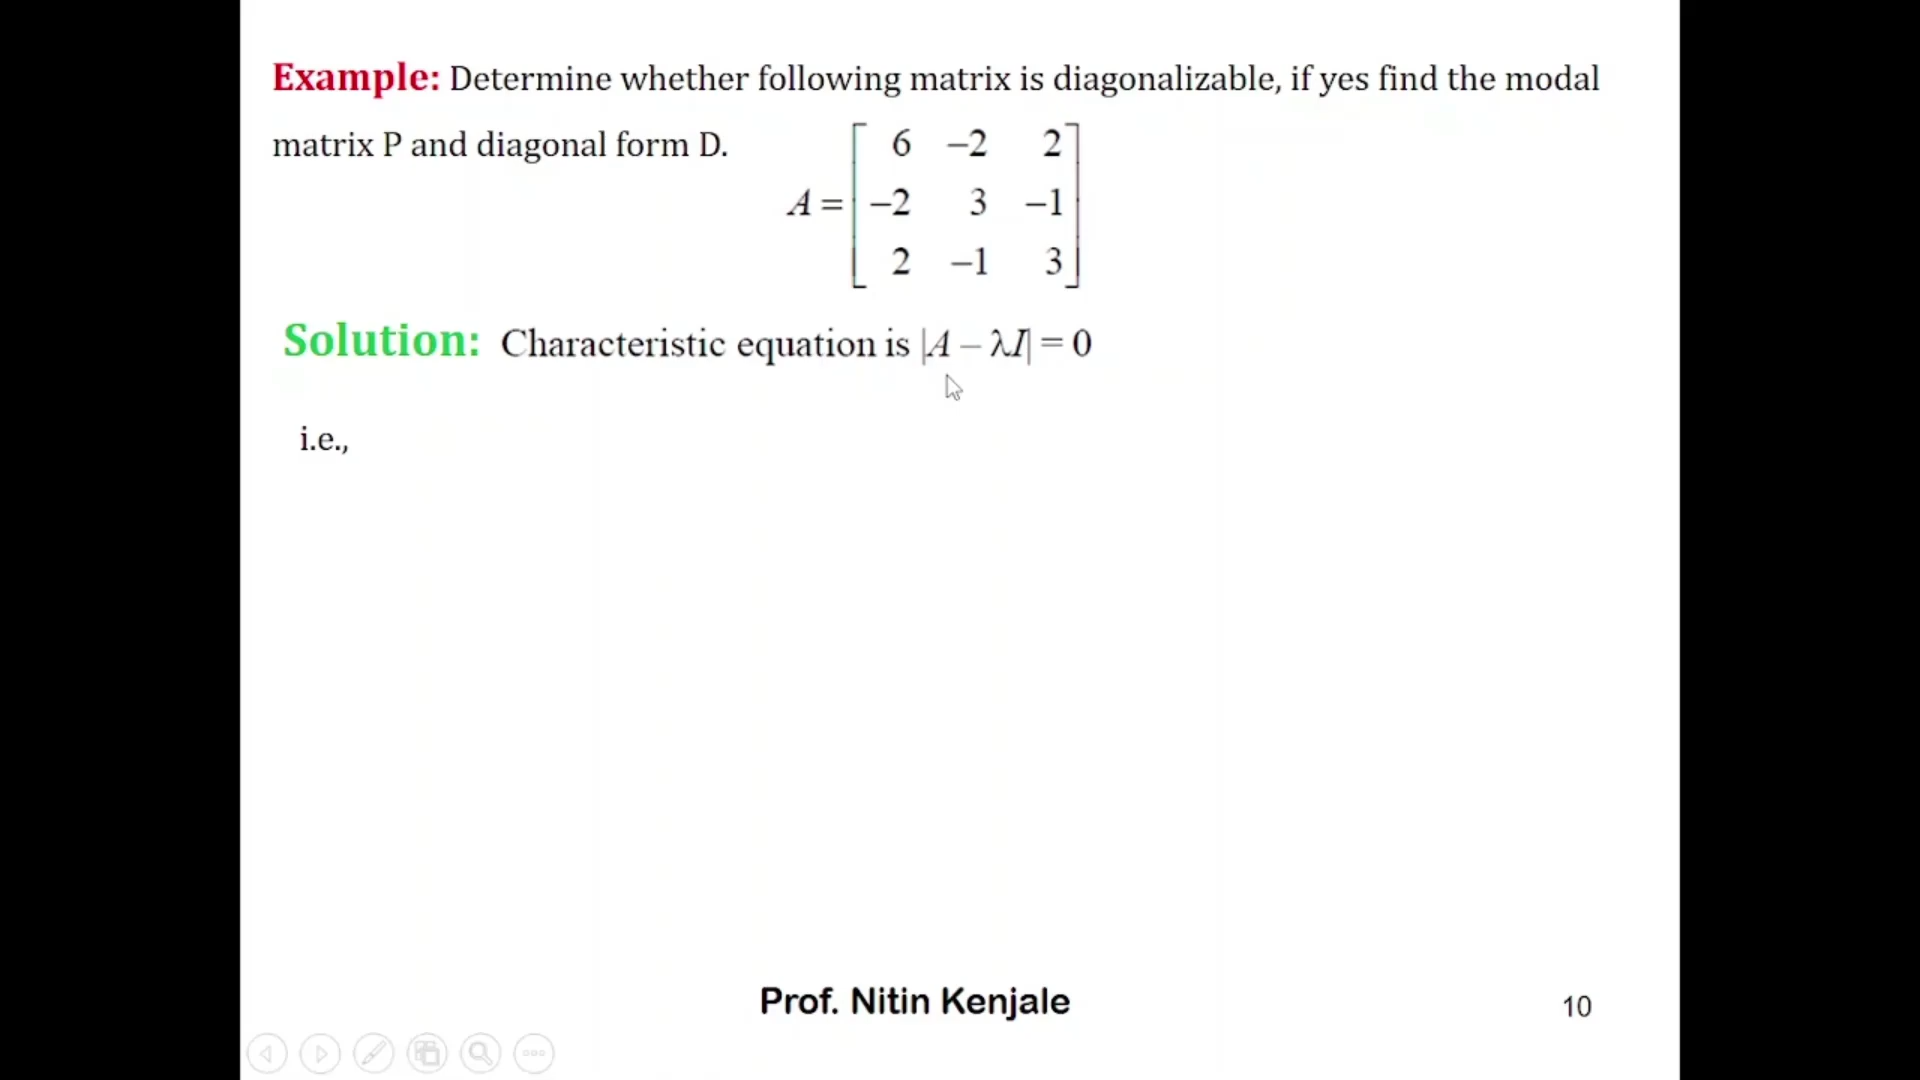 Example: Determine whether following matrix is diagonalizable, if yes find the modal
matrix P and diagonal form D.
A = [ 6 −2 2
−2 3 −1
2 −1 3 ]
Solution: Characteristic equation is |A − λI| = 0
i.e.,
Prof. Nitin Kenjale
10